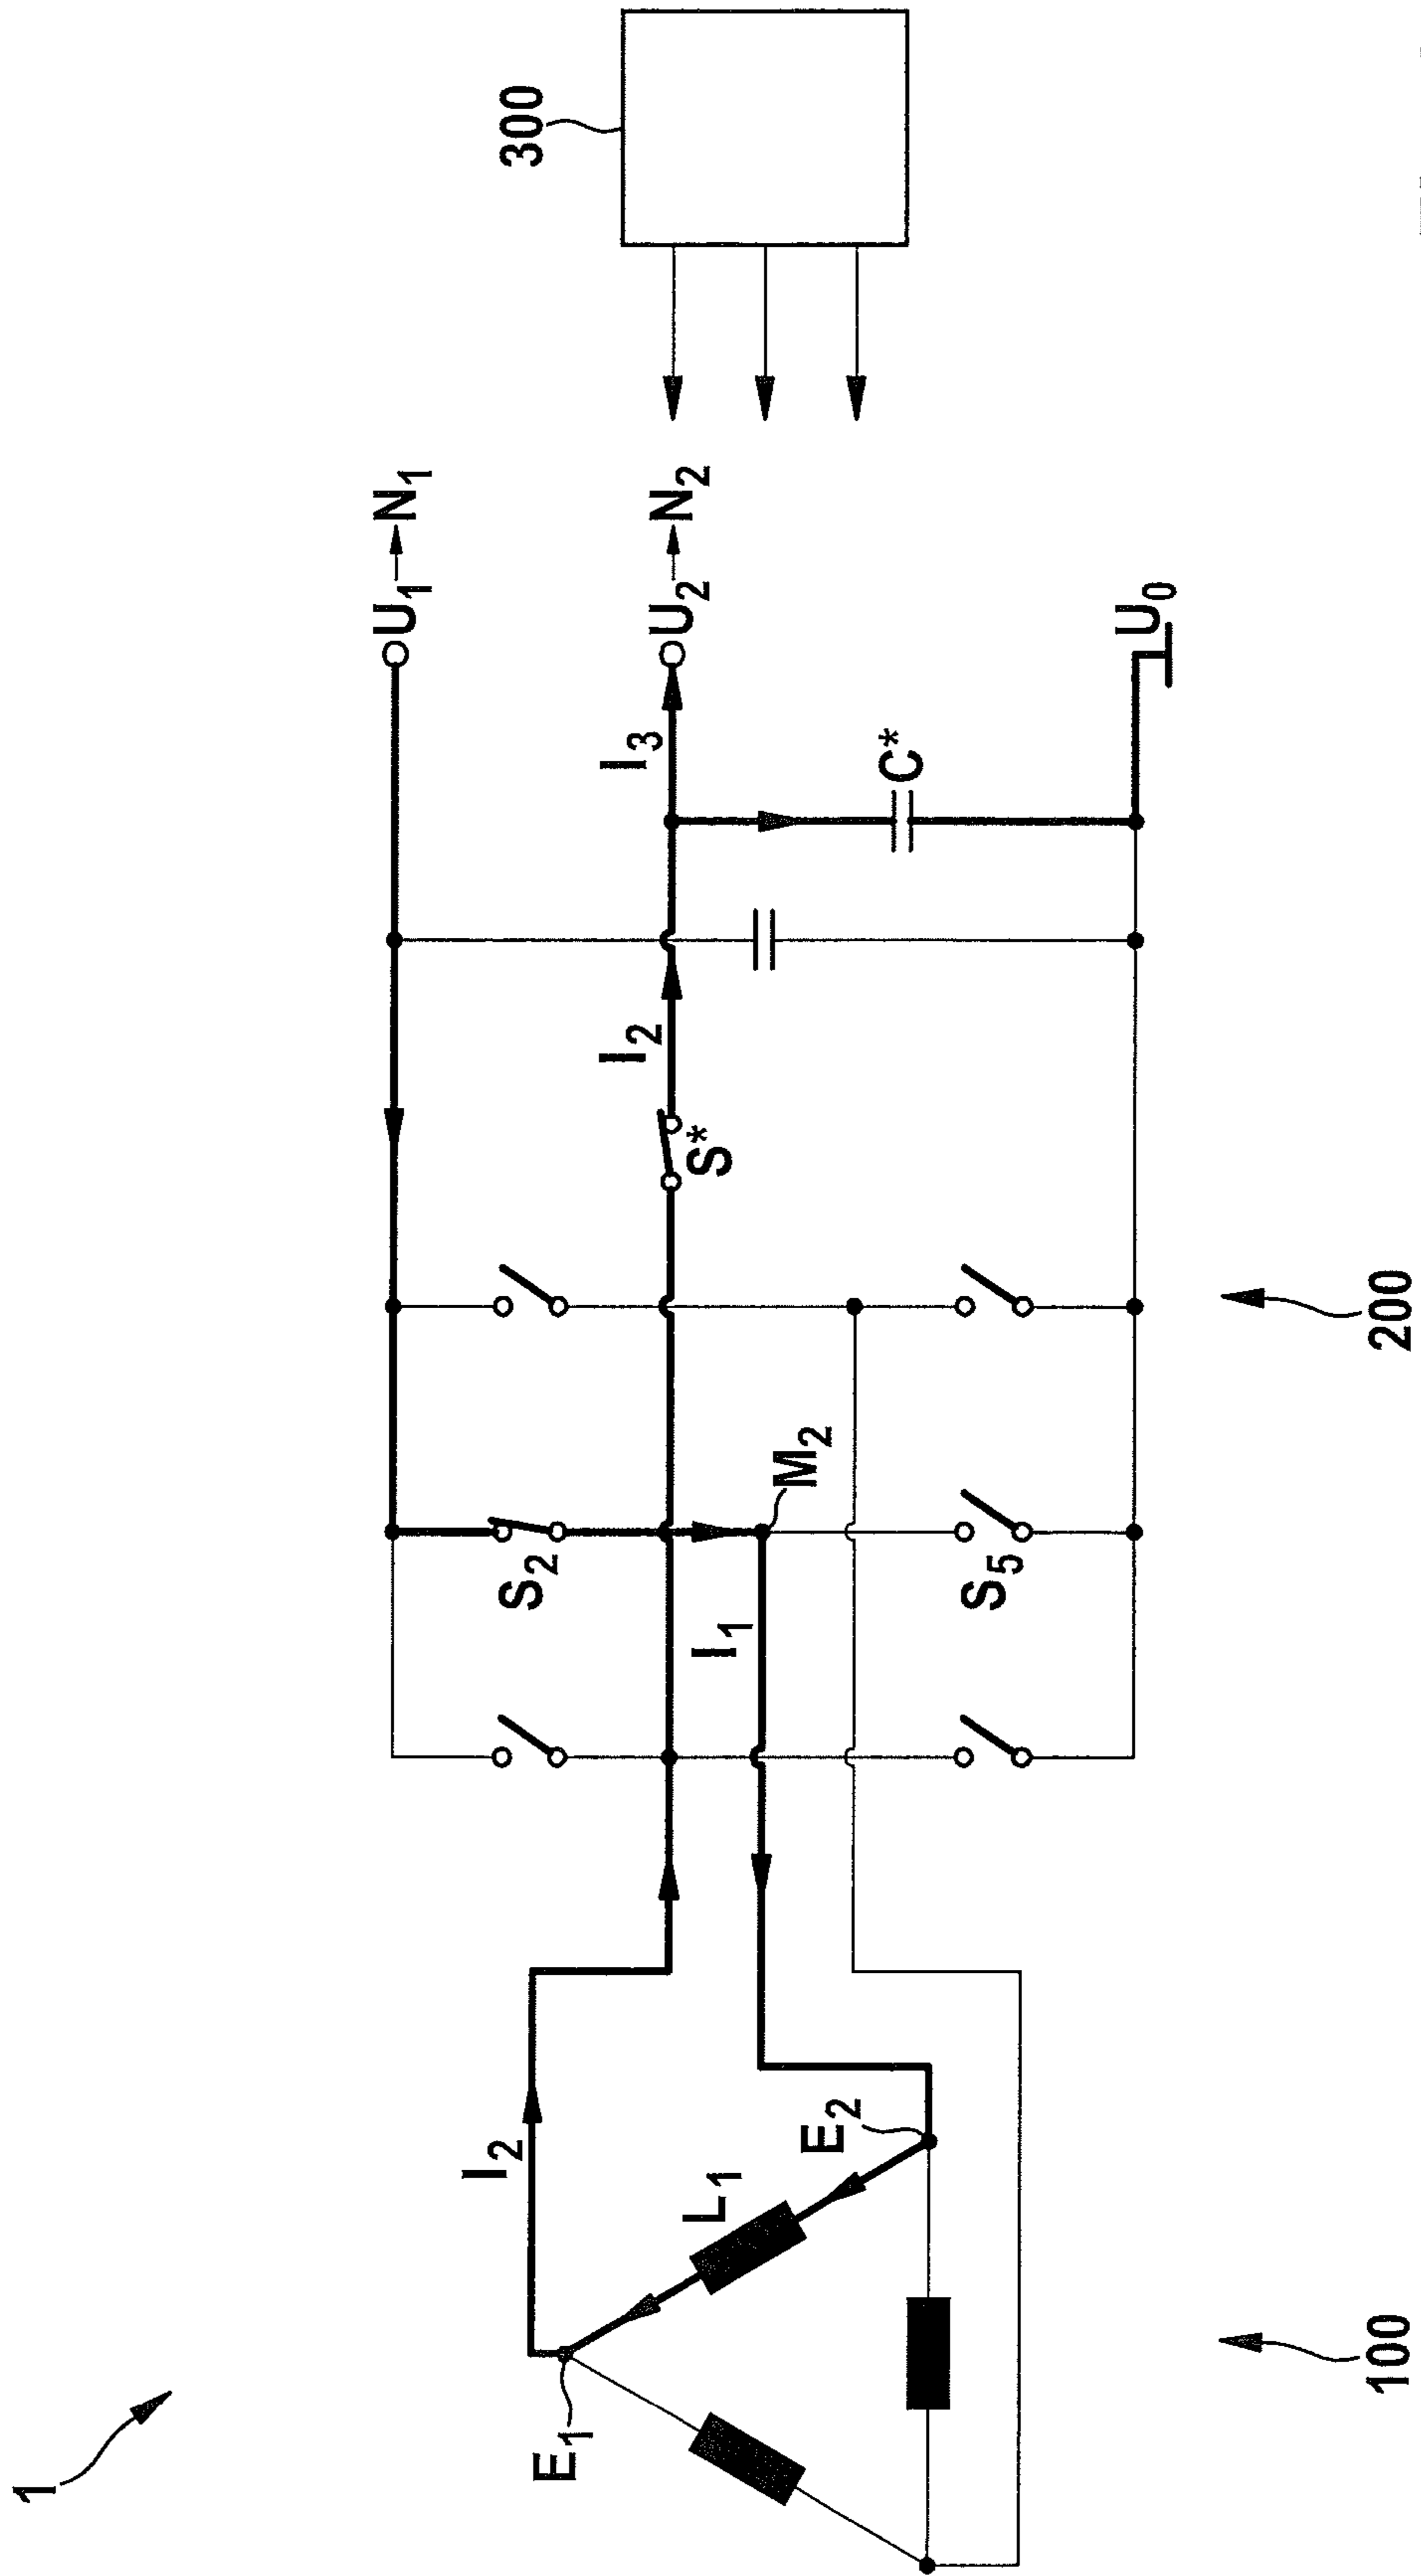 1
300
U₁→N₁
U₂→N₂
U₀
I₃
C*
I₂
S*
S₂
M₂
S₅
I₁
I₂
L₁
E₂
E₁
200
100